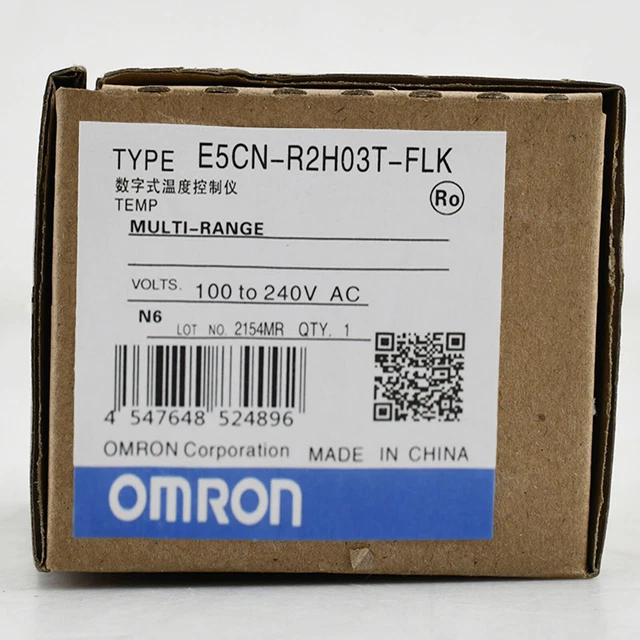 TYPE E5CN-R2H03T-FLK
数字式温度控制仪
Ro
TEMP
MULTI-RANGE
VOLTS. 100 to 240V AC
N6 LOT NO. 2154MR QTY. 1
4 547648 524896
OMRON Corporation MADE IN CHINA
OMRON